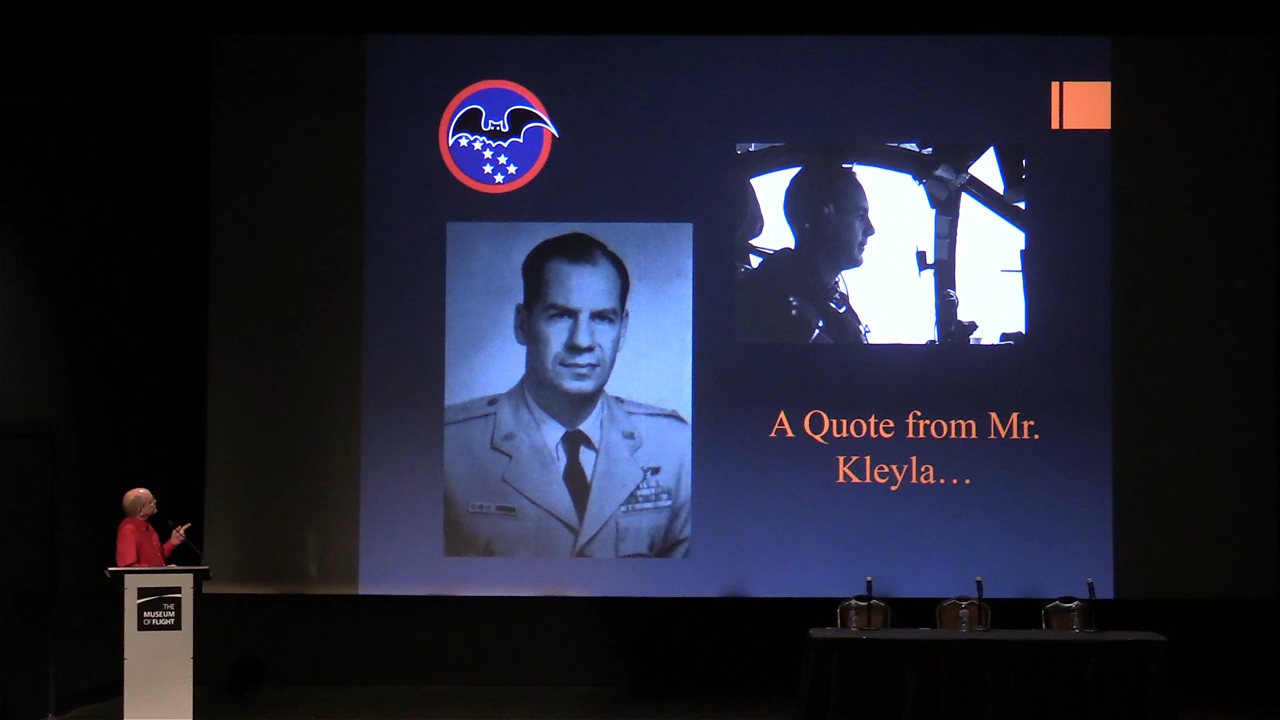 A Quote from Mr.
Kleyla...
THE
MUSEUM
OF FLIGHT